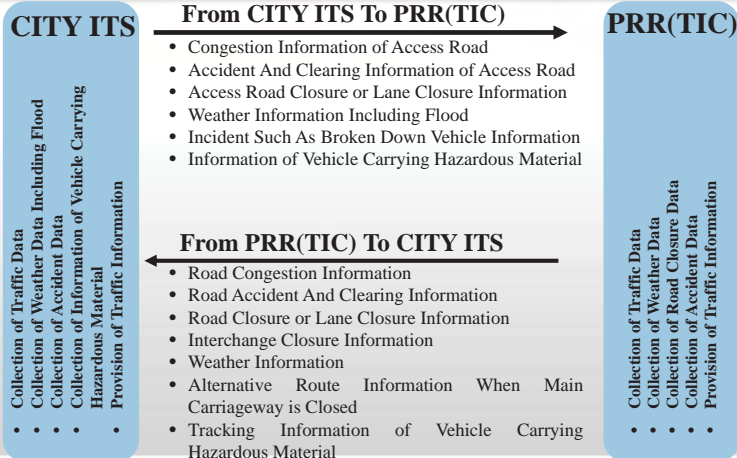 CITY ITS
• Collection of Traffic Data
• Collection of Weather Data Including Flood
• Collection of Accident Data
• Collection of Information of Vehicle Carrying
Hazardous Material
• Provision of Traffic Information
From CITY ITS To PRR(TIC)
• Congestion Information of Access Road
• Accident And Clearing Information of Access Road
• Access Road Closure or Lane Closure Information
• Weather Information Including Flood
• Incident Such As Broken Down Vehicle Information
• Information of Vehicle Carrying Hazardous Material
From PRR(TIC) To CITY ITS
• Road Congestion Information
• Road Accident And Clearing Information
• Road Closure or Lane Closure Information
• Interchange Closure Information
• Weather Information
• Alternative Route Information When Main
Carriageway is Closed
• Tracking Information of Vehicle Carrying
Hazardous Material
PRR(TIC)
• Collection of Traffic Data
• Collection of Weather Data
• Collection of Road Closure Data
• Collection of Accident Data
• Provision of Traffic Information